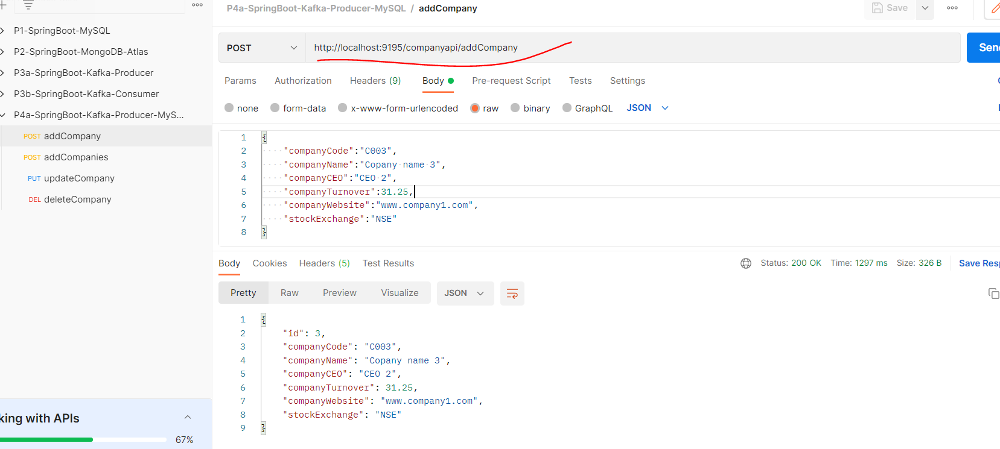 P4a-SpringBoot-Kafka-Producer-MySQL / addCompany
Save
P1-SpringBoot-MySQL
P2-SpringBoot-MongoDB-Atlas
P3a-SpringBoot-Kafka-Producer
P3b-SpringBoot-Kafka-Consumer
P4a-SpringBoot-Kafka-Producer-MyS...
POST addCompany
POST addCompanies
PUT updateCompany
DEL deleteCompany
king with APIs
67%
POST http://localhost:9195/companyapi/addCompany
Sen
Params Authorization Headers (9) Body Pre-request Script Tests Settings
none form-data x-www-form-urlencoded raw binary GraphQL JSON
1 {
2 "companyCode":"C003",
3 "companyName":"Copany name 3",
4 "companyCEO":"CEO 2",
5 "companyTurnover":31.25,
6 "companyWebsite":"www.company1.com",
7 "stockExchange":"NSE"
8 }
Body Cookies Headers (5) Test Results Status: 200 OK Time: 1297 ms Size: 326 B Save Resp
Pretty Raw Preview Visualize JSON
1 {
2 "id": 3,
3 "companyCode": "C003",
4 "companyName": "Copany name 3",
5 "companyCEO": "CEO 2",
6 "companyTurnover": 31.25,
7 "companyWebsite": "www.company1.com",
8 "stockExchange": "NSE"
9 }